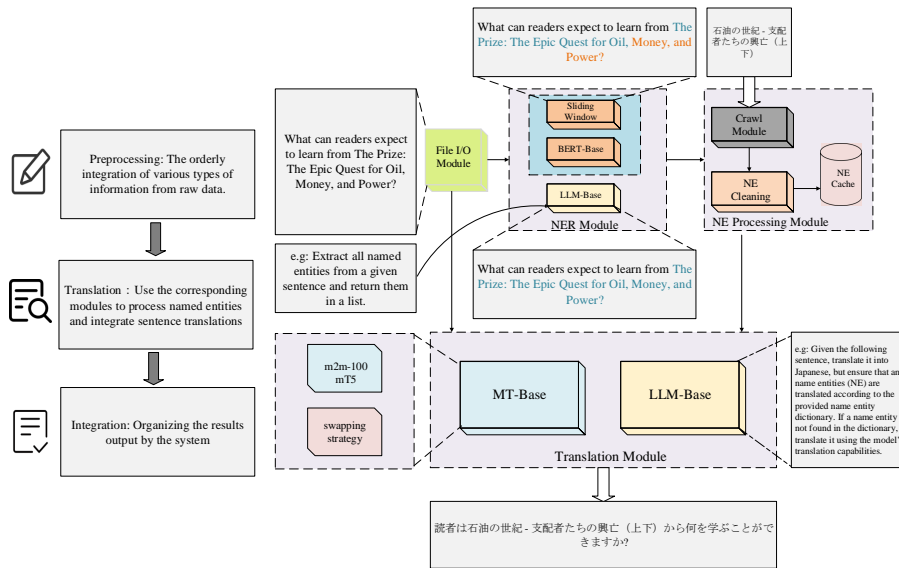 Preprocessing: The orderly
integration of various types of
information from raw data.
Translation：Use the corresponding
modules to process named entities
and integrate sentence translations
Integration: Organizing the results
output by the system
What can readers expect
to learn from The Prize:
The Epic Quest for Oil,
Money, and Power?
File I/O
Module
e.g: Extract all named
entities from a given
sentence and return them
in a list.
What can readers expect to learn from The
Prize: The Epic Quest for Oil, Money, and
Power?
Sliding
Window
BERT-Base
LLM-Base
NER Module
What can readers expect to learn from The
Prize: The Epic Quest for Oil, Money, and
Power?
石油の世紀 - 支配
者たちの興亡（上
下）
Crawl
Module
NE
Cleaning
NE
Cache
NE Processing Module
m2m-100
mT5
swapping
strategy
MT-Base
LLM-Base
Translation Module
e.g: Given the following
sentence, translate it into
Japanese, but ensure that an
name entities (NE) are
translated according to the
provided name entity
dictionary. If a name entity
not found in the dictionary,
translate it using the model'
translation capabilities.
読者は石油の世紀 - 支配者たちの興亡（上下）から何を学ぶことがで
きますか?